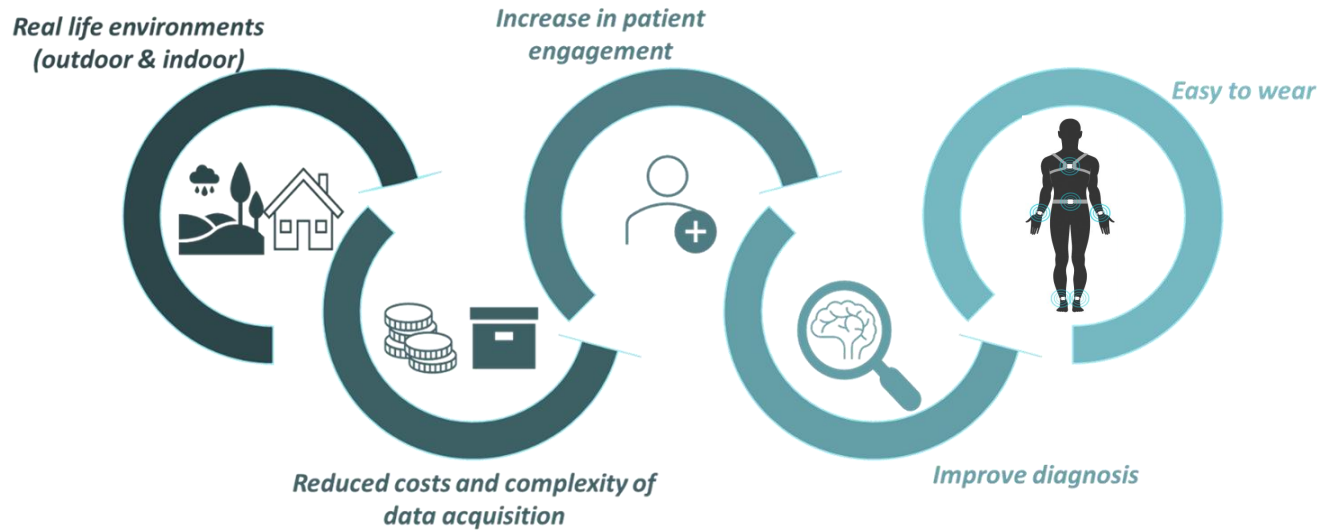 Real life environments
(outdoor & indoor)
Increase in patient
engagement
Easy to wear
Reduced costs and complexity of
data acquisition
Improve diagnosis